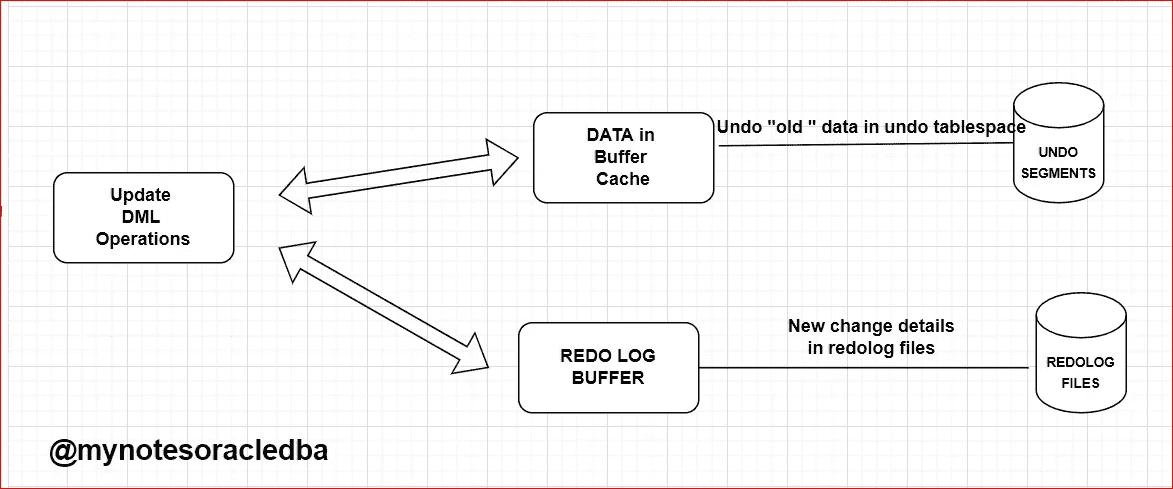 Update
DML
Operations
DATA in
Buffer
Cache
Undo "old " data in undo tablespace
UNDO
SEGMENTS
REDO LOG
BUFFER
New change details
in redolog files
REDOLOG
FILES
@mynotesoracledba